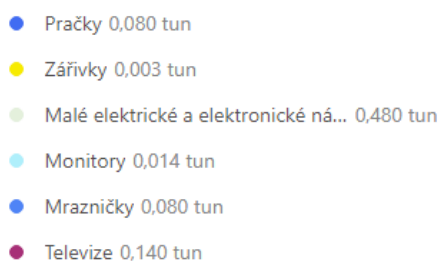 Pračky 0,080 tun
Zářivky 0,003 tun
Malé elektrické a elektronické ná... 0,480 tun
Monitory 0,014 tun
Mrazničky 0,080 tun
Televize 0,140 tun